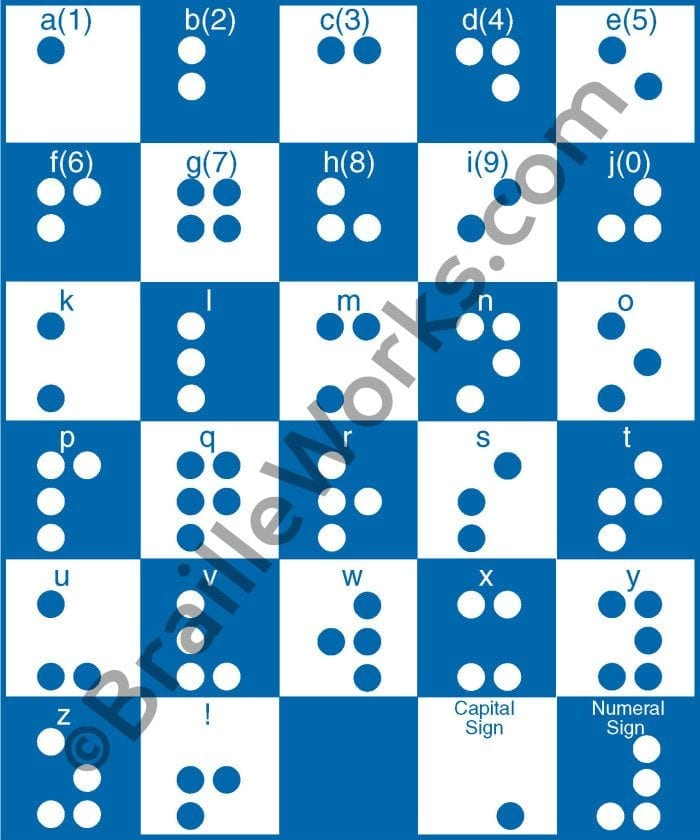 a(1) b(2) c(3) d(4) e(5)
f(6) g(7) h(8) i(9) j(0)
k l m n o
p q r s t
u v w x y
z ! Capital Sign Numeral Sign
©BrailleWorks.com